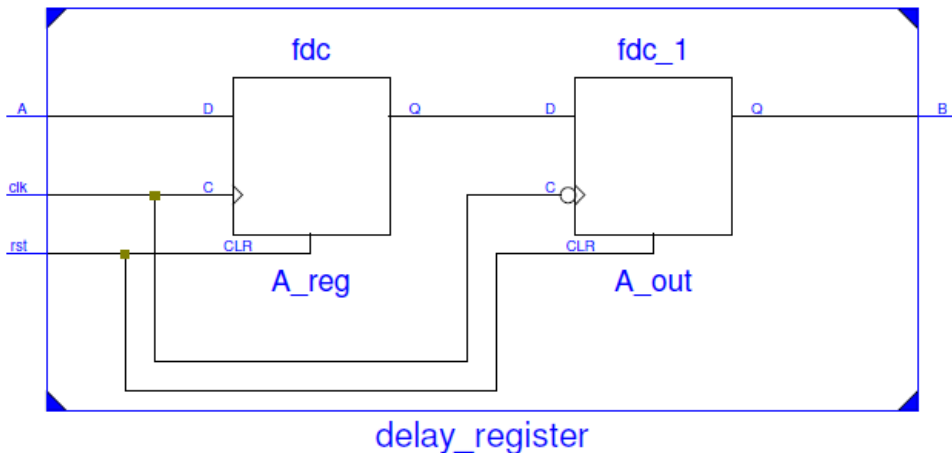 fdc fdc_1
A D Q D Q B
clk C C
rst CLR CLR
A_reg A_out
delay_register